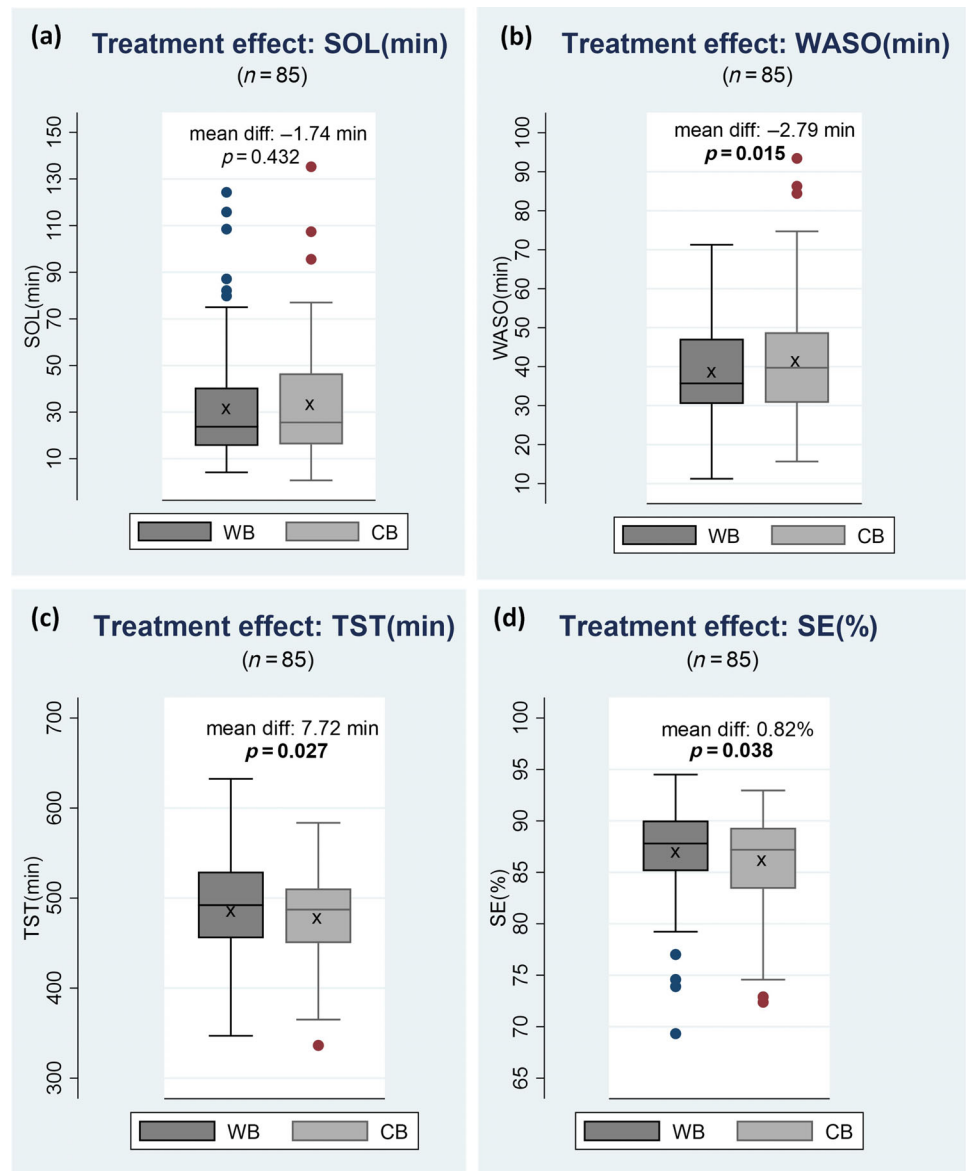 (a) Treatment effect: SOL(min)
(n = 85)
mean diff: –1.74 min
p = 0.432
150
130
110
90
70
50
30
10
SOL(min)
x
x
WB CB
(b) Treatment effect: WASO(min)
(n = 85)
mean diff: –2.79 min
p = 0.015
100
90
80
70
60
50
40
30
20
10
WASO(min)
x
x
WB CB
(c) Treatment effect: TST(min)
(n = 85)
mean diff: 7.72 min
p = 0.027
700
600
500
400
300
TST(min)
x
x
WB CB
(d) Treatment effect: SE(%)
(n = 85)
mean diff: 0.82%
p = 0.038
100
95
90
85
80
75
70
65
SE(%)
x
x
WB CB